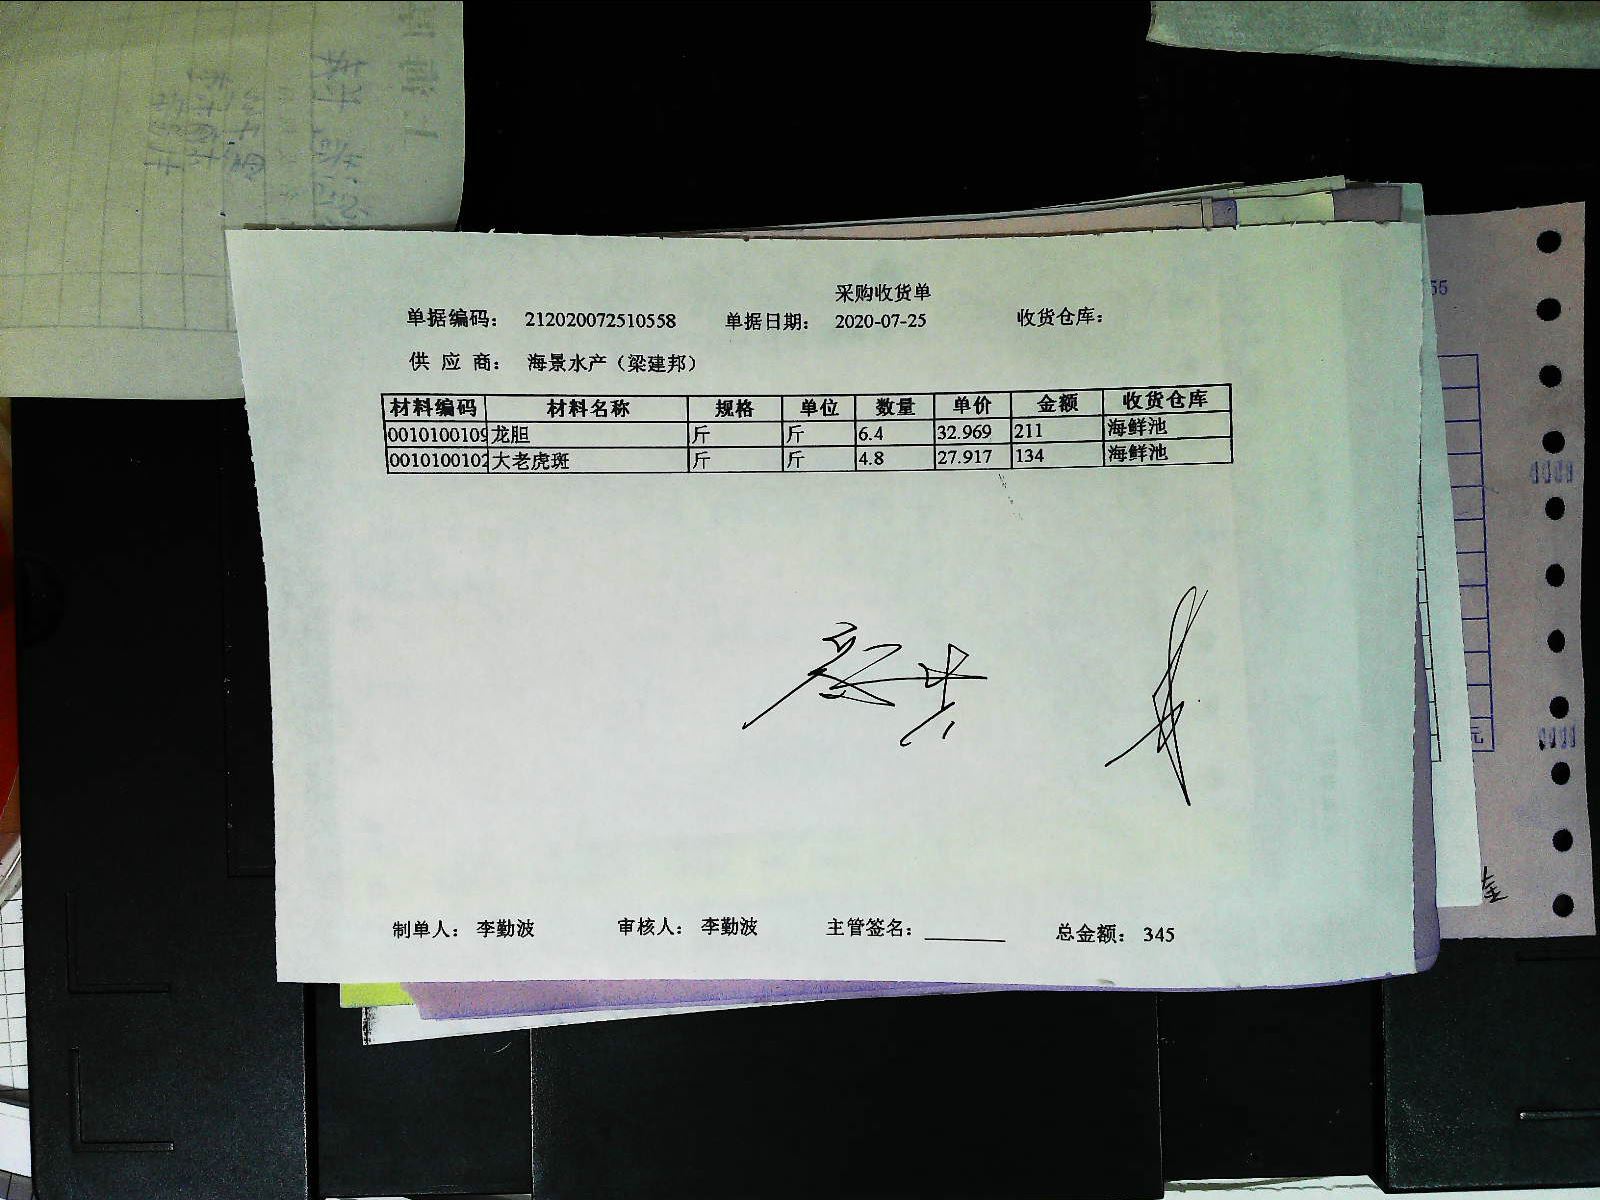 采购收货单
单据编码： 212020072510558 单据日期： 2020-07-25 收货仓库：
供 应 商： 海景水产（梁建邦）
材料编码 材料名称 规格 单位 数量 单价 金额 收货仓库
0010100109 龙胆 斤 斤 6.4 32.969 211 海鲜池
0010100102 大老虎斑 斤 斤 4.8 27.917 134 海鲜池
制单人： 李勤波 审核人： 李勤波 主管签名： 总金额： 345
55
元